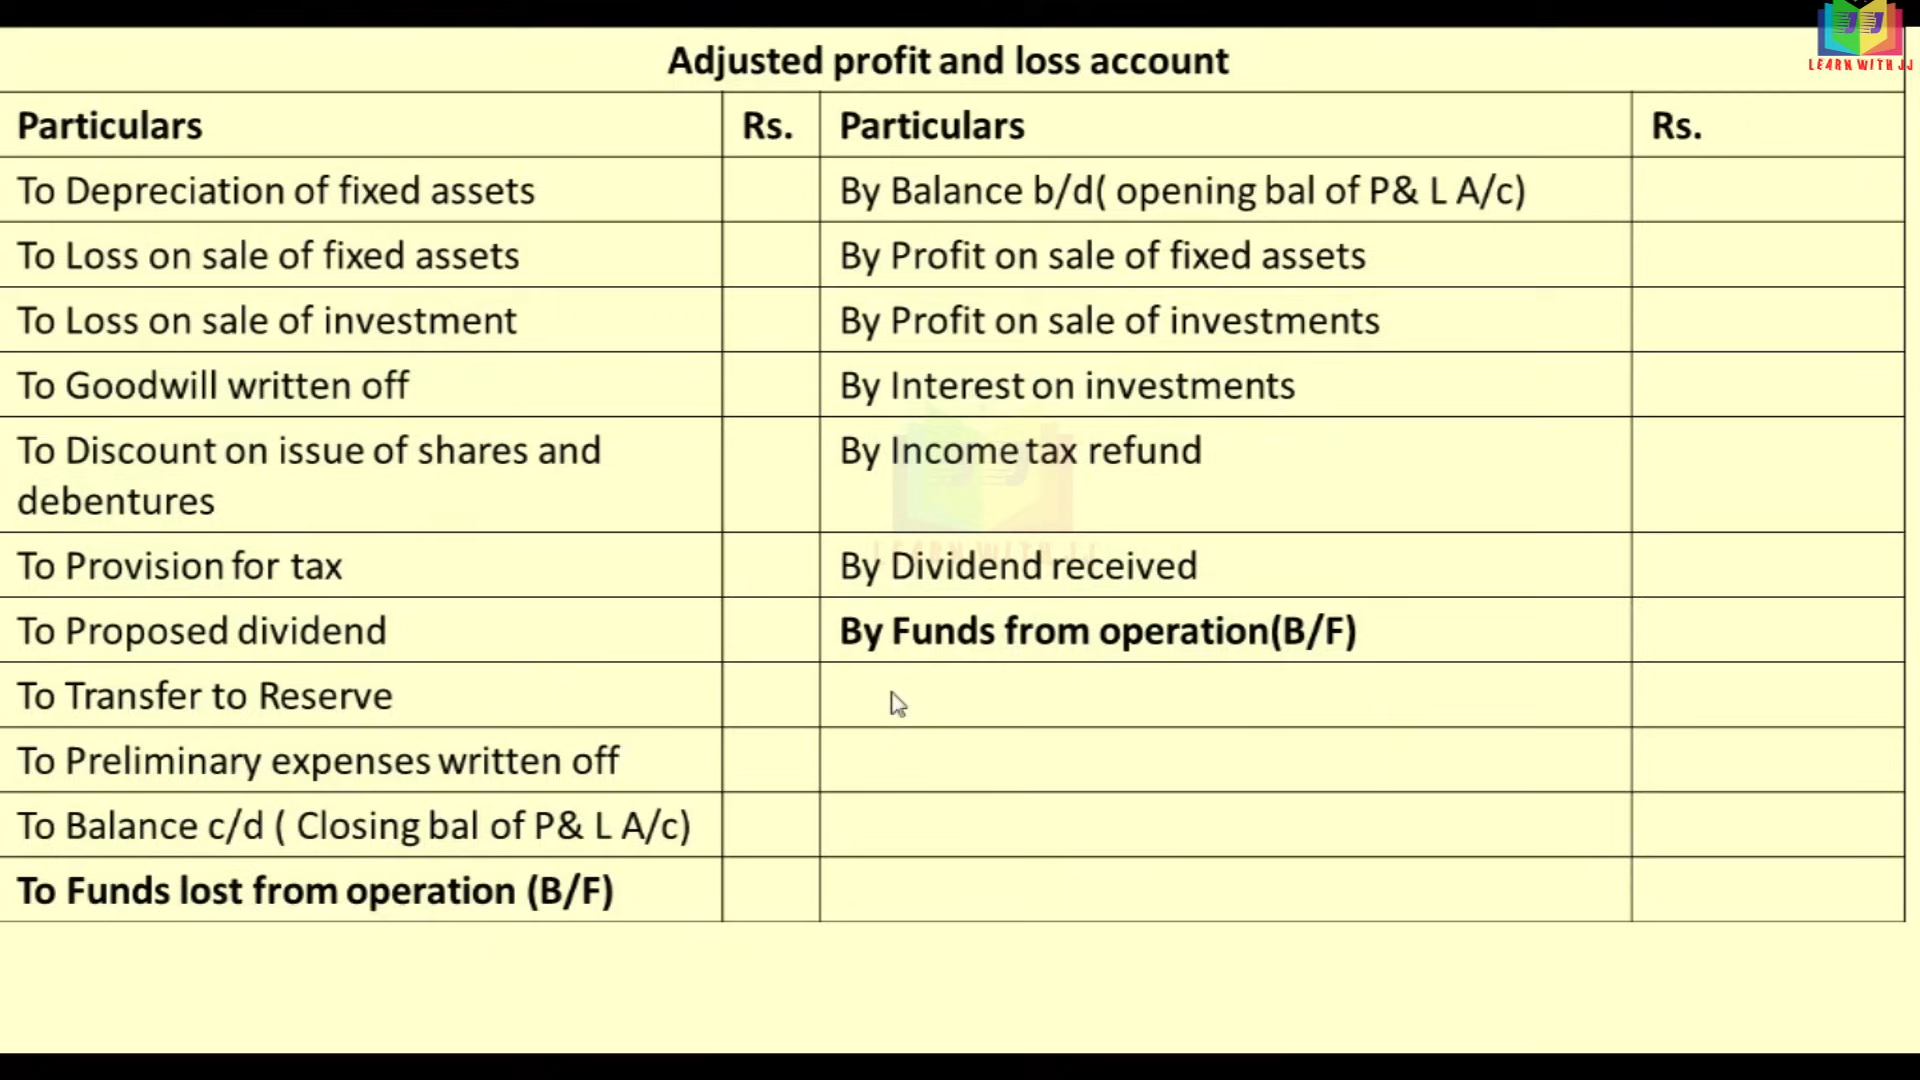 LEARN WITH JJ
Adjusted profit and loss account
Particulars Rs. Particulars Rs.
To Depreciation of fixed assets By Balance b/d( opening bal of P& L A/c)
To Loss on sale of fixed assets By Profit on sale of fixed assets
To Loss on sale of investment By Profit on sale of investments
To Goodwill written off By Interest on investments
To Discount on issue of shares and By Income tax refund
debentures
LEARN WITH JJ
To Provision for tax By Dividend received
To Proposed dividend By Funds from operation(B/F)
To Transfer to Reserve
To Preliminary expenses written off
To Balance c/d ( Closing bal of P& L A/c)
To Funds lost from operation (B/F)